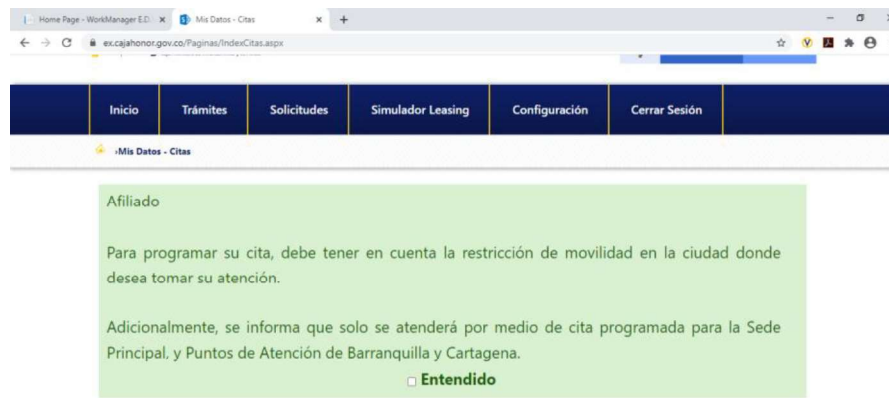 Home Page - WorkManager E.D.
Mis Datos - Citas
ex.cajahonor.gov.co/Paginas/IndexCitas.aspx
Inicio Trámites Solicitudes Simulador Leasing Configuración Cerrar Sesión
›Mis Datos - Citas
Afiliado
Para programar su cita, debe tener en cuenta la restricción de movilidad en la ciudad donde
desea tomar su atención.
Adicionalmente, se informa que solo se atenderá por medio de cita programada para la Sede
Principal, y Puntos de Atención de Barranquilla y Cartagena.
Entendido